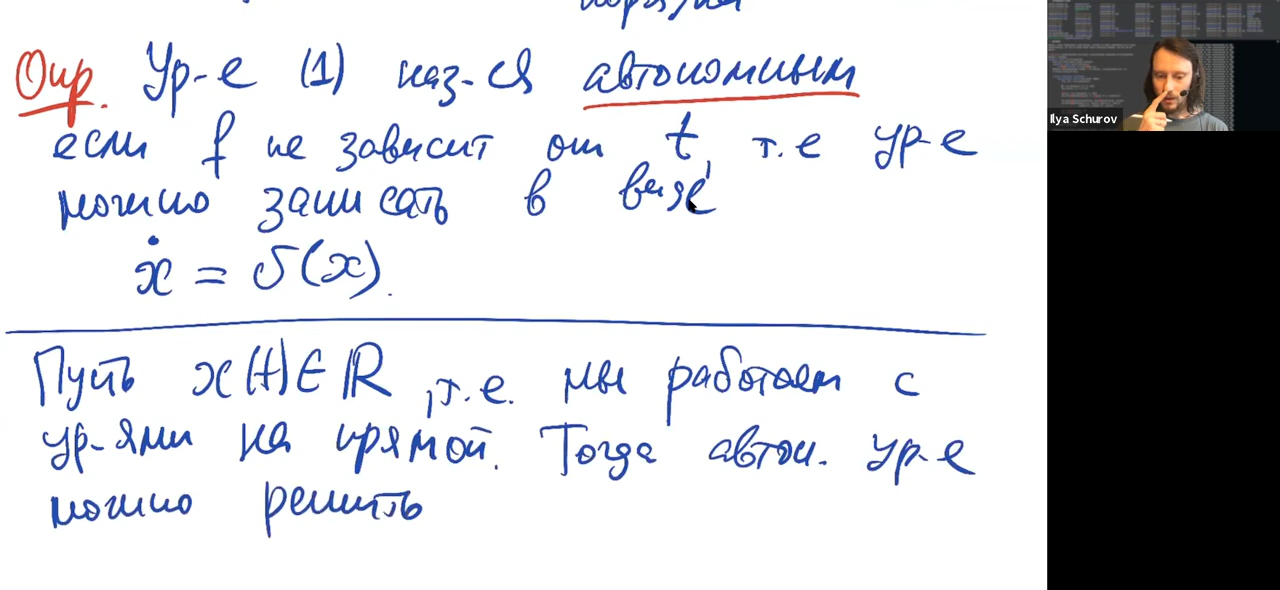 Опр. Ур-е (1) наз-ся автономным
если f не зависит от t, т.е ур-е
можно записать в виде
ẋ = v(x).
Пусть x(t)∈ℝ, т.е. мы работаем с
ур-ями на прямой. Тогда автон. ур-е
можно решить
Ilya Schurov